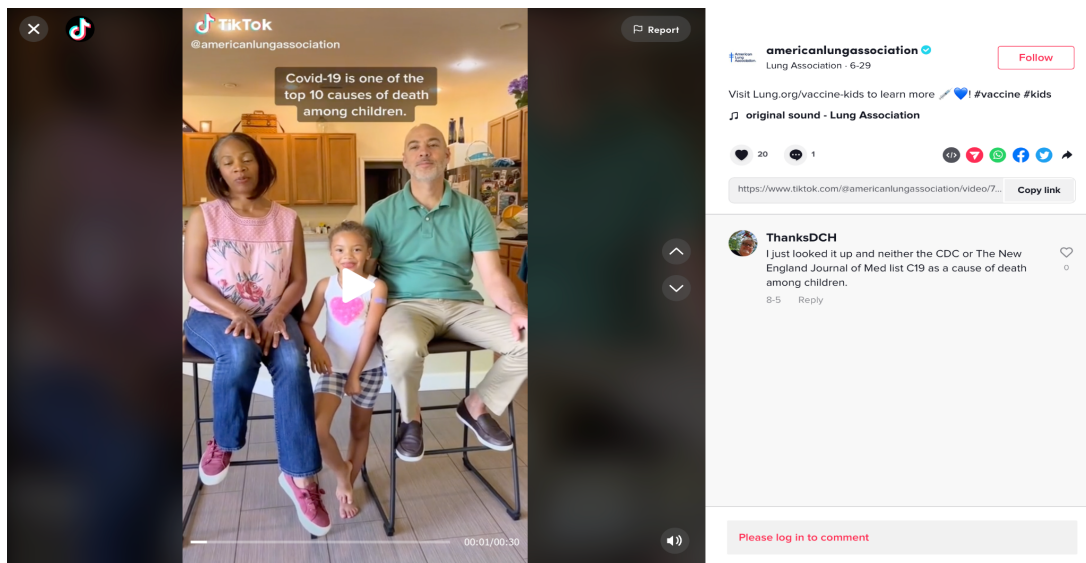 TikTok
@americanlungassociation
Report
Covid-19 is one of the
top 10 causes of death
among children.
00:01/00:30
American
Lung
Association
americanlungassociation
Lung Association · 6-29
Follow
Visit Lung.org/vaccine-kids to learn more 💉 💙! #vaccine #kids
♫ original sound - Lung Association
20
1
https://www.tiktok.com/@americanlungassociation/video/7...
Copy link
ThanksDCH
I just looked it up and neither the CDC or The New
England Journal of Med list C19 as a cause of death
among children.
0
8-5 Reply
Please log in to comment